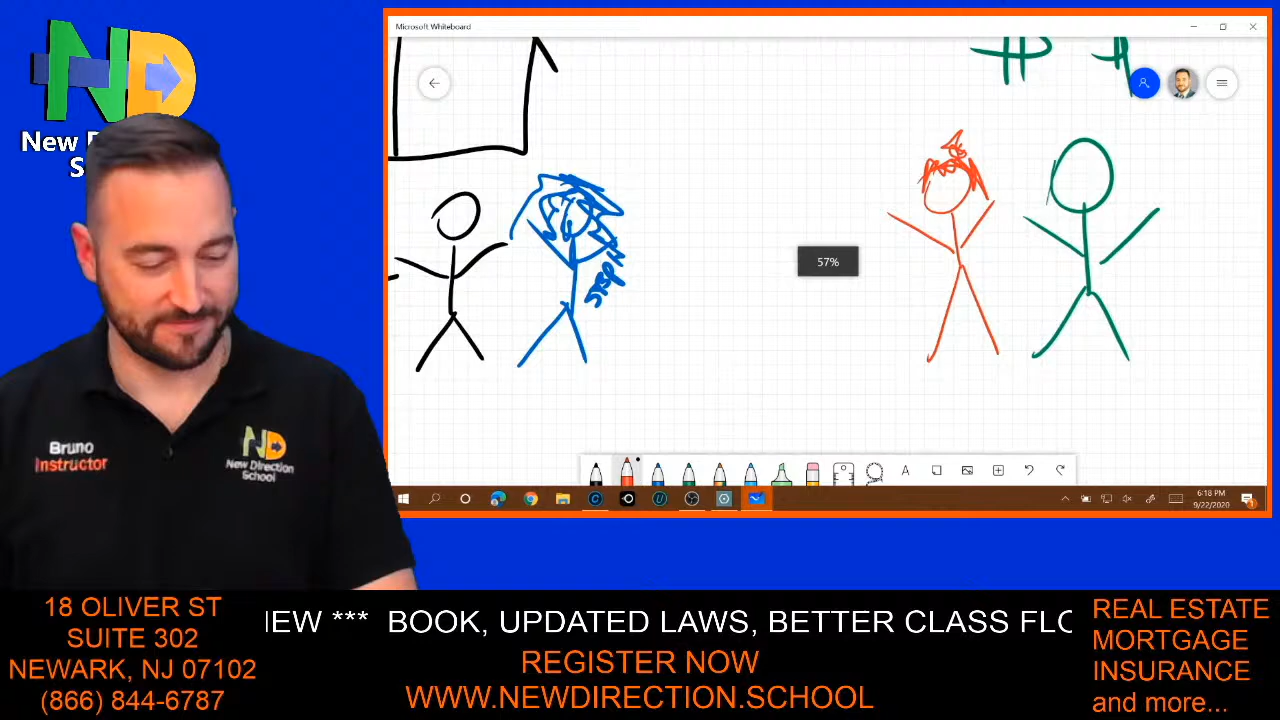 Microsoft Whiteboard
57%
6:18 PM
9/22/2020
Bruno
Instructor
New Direction
School
18 OLIVER ST
SUITE 302
NEWARK, NJ 07102
(866) 844-6787
IEW *** BOOK, UPDATED LAWS, BETTER CLASS FLO
REGISTER NOW
WWW.NEWDIRECTION.SCHOOL
REAL ESTATE
MORTGAGE
INSURANCE
and more...